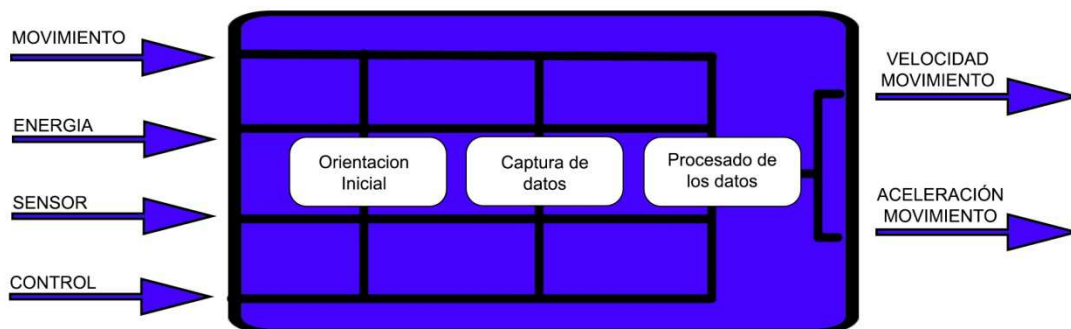 MOVIMIENTO
ENERGIA
SENSOR
CONTROL
Orientacion
Inicial
Captura de
datos
Procesado de
los datos
VELOCIDAD
MOVIMIENTO
ACELERACIÓN
MOVIMIENTO